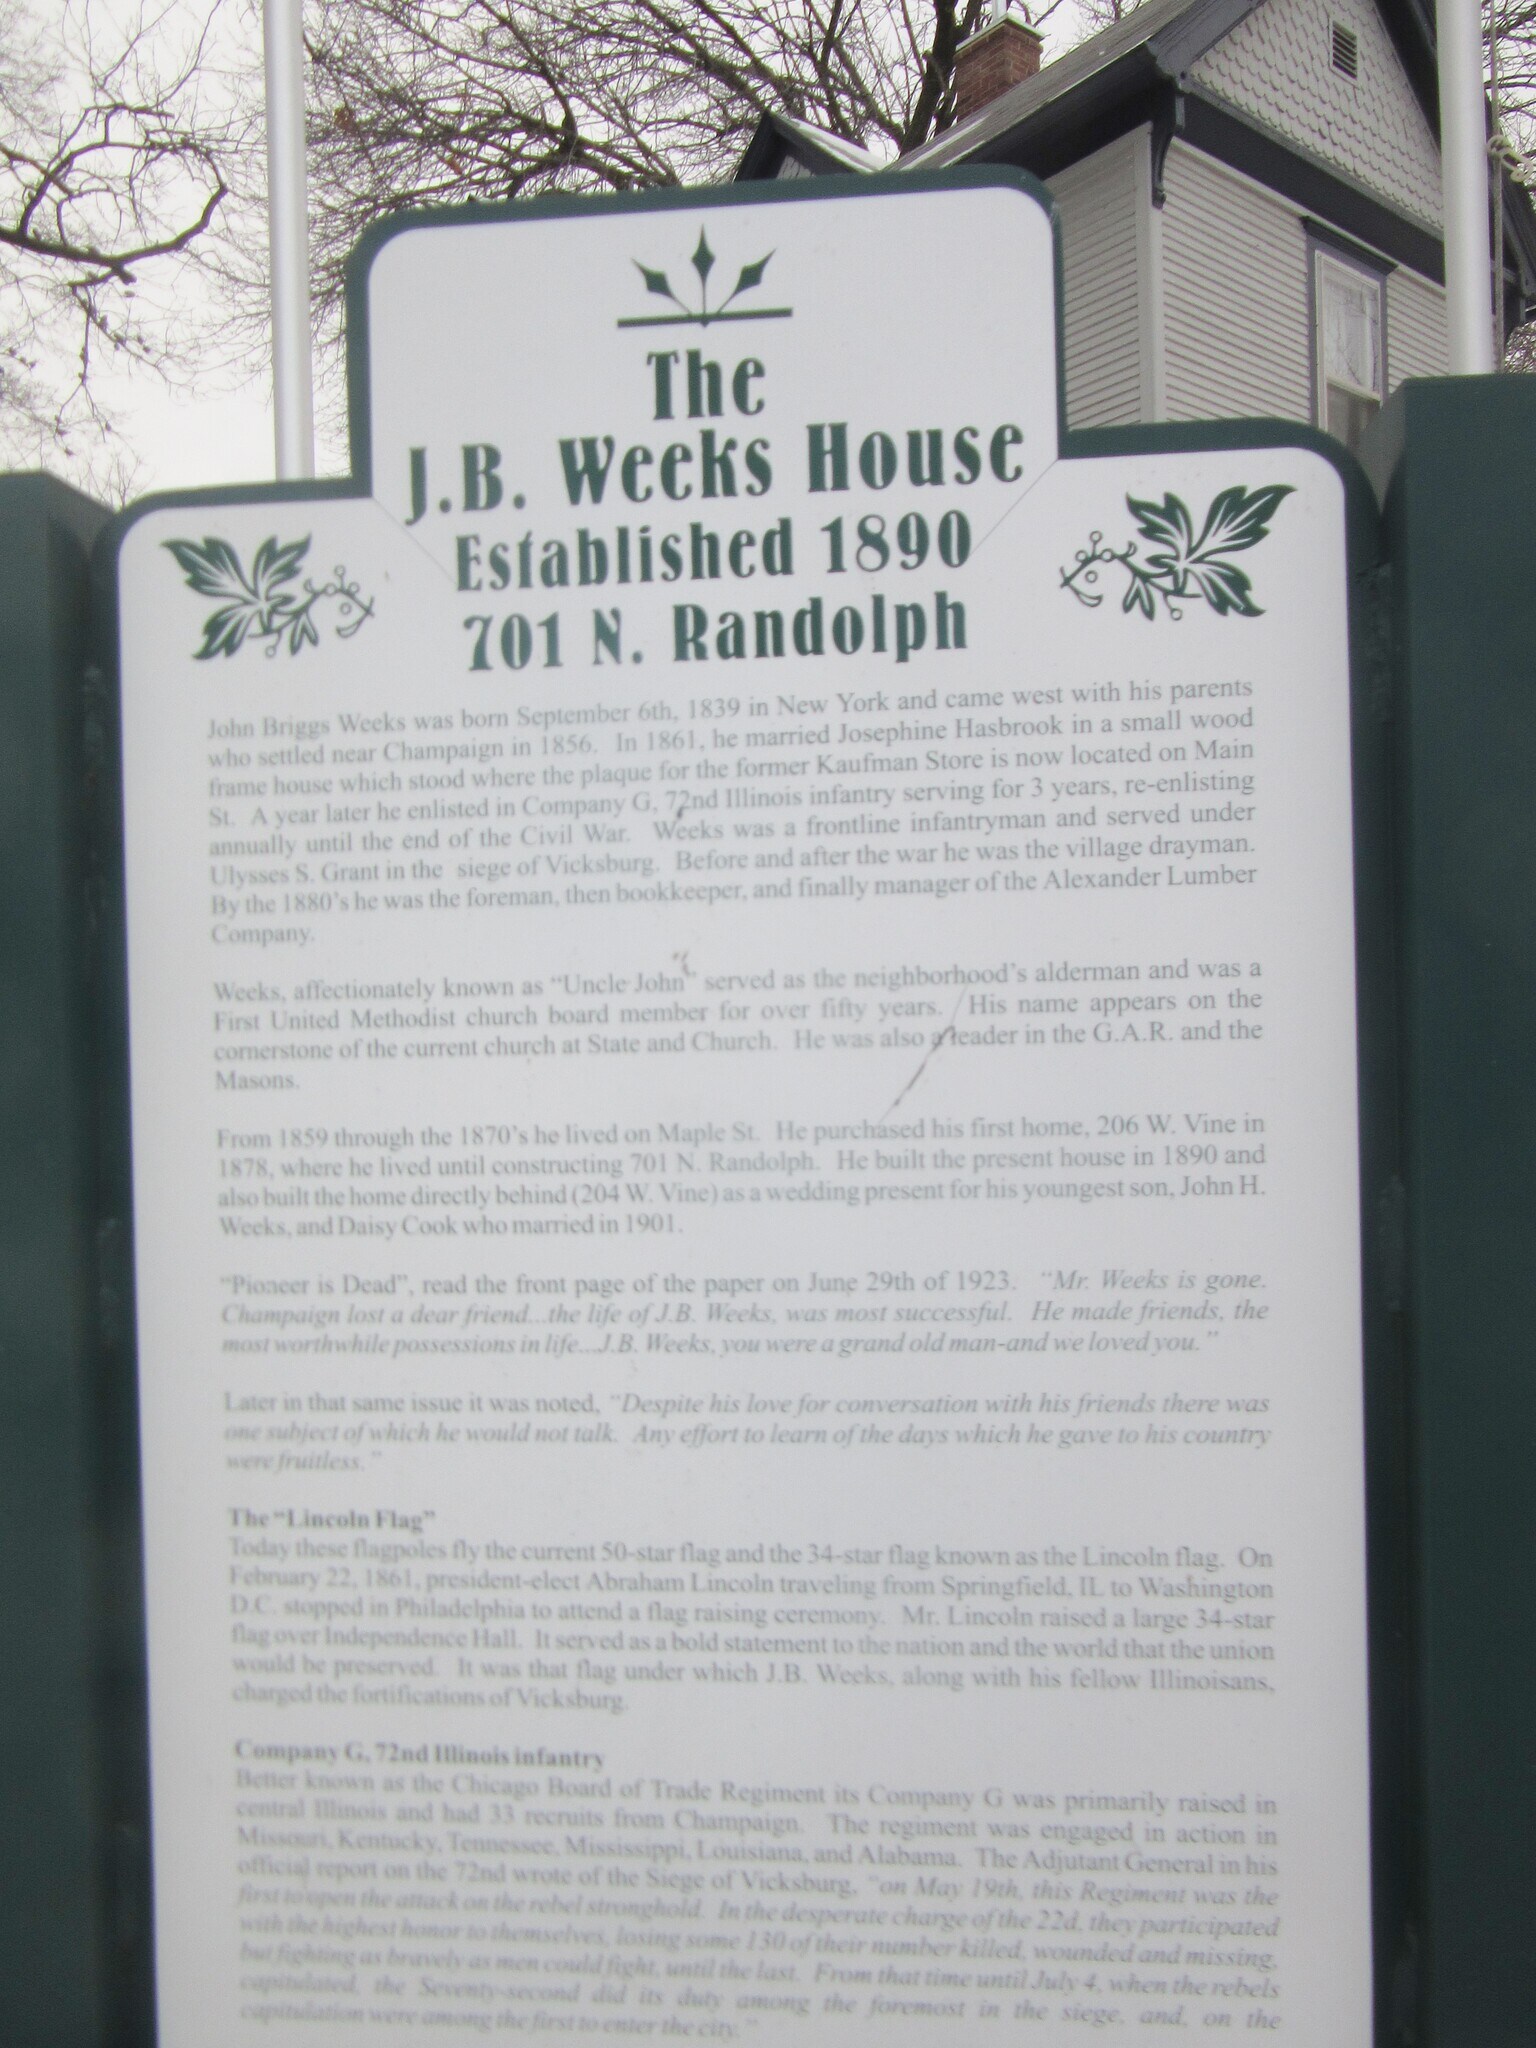 The
J.B. Weeks House
Established 1890
701 N. Randolph
John Briggs Weeks was born September 6th, 1839 in New York and came west with his parents
who settled near Champaign in 1856. In 1861, he married Josephine Hasbrook in a small wood
frame house which stood where the plaque for the former Kaufman Store is now located on Main
St. A year later he enlisted in Company G, 72nd Illinois infantry serving for 3 years, re-enlisting
annually until the end of the Civil War. Weeks was a frontline infantryman and served under
Ulysses S. Grant in the siege of Vicksburg. Before and after the war he was the village drayman.
By the 1880's he was the foreman, then bookkeeper, and finally manager of the Alexander Lumber
Company.
Weeks, affectionately known as "Uncle John" served as the neighborhood's alderman and was a
First United Methodist church board member for over fifty years. His name appears on the
cornerstone of the current church at State and Church. He was also a leader in the G.A.R. and the
Masons.
From 1859 through the 1870's he lived on Maple St. He purchased his first home, 206 W. Vine in
1878, where he lived until constructing 701 N. Randolph. He built the present house in 1890 and
also built the home directly behind (204 W. Vine) as a wedding present for his youngest son, John H.
Weeks, and Daisy Cook who married in 1901.
"Pioneer is Dead", read the front page of the paper on June 29th of 1923. "Mr. Weeks is gone.
Champaign lost a dear friend...the life of J.B. Weeks, was most successful. He made friends, the
most worthwhile possessions in life...J.B. Weeks, you were a grand old man-and we loved you."
Later in that same issue it was noted, "Despite his love for conversation with his friends there was
one subject of which he would not talk. Any effort to learn of the days which he gave to his country
were fruitless."
The "Lincoln Flag"
Today these flagpoles fly the current 50-star flag and the 34-star flag known as the Lincoln flag. On
February 22, 1861, president-elect Abraham Lincoln traveling from Springfield, IL to Washington
D.C. stopped in Philadelphia to attend a flag raising ceremony. Mr. Lincoln raised a large 34-star
flag over Independence Hall. It served as a bold statement to the nation and the world that the union
would be preserved. It was that flag under which J.B. Weeks, along with his fellow Illinoisans,
charged the fortifications of Vicksburg.
Company G, 72nd Illinois infantry
Better known as the Chicago Board of Trade Regiment its Company G was primarily raised in
central Illinois and had 33 recruits from Champaign. The regiment was engaged in action in
Missouri, Kentucky, Tennessee, Mississippi, Louisiana, and Alabama. The Adjutant General in his
official report on the 72nd wrote of the Siege of Vicksburg, "on May 19th, this Regiment was the
first to open the attack on the rebel stronghold. In the desperate charge of the 22d, they participated
with the highest honor to themselves, losing some 130 of their number killed, wounded and missing,
but fighting as bravely as men could fight, until the last. From that time until July 4, when the rebels
capitulated, the Seventy-second did its duty among the foremost in the siege, and, on the
capitulation were among the first to enter the city."